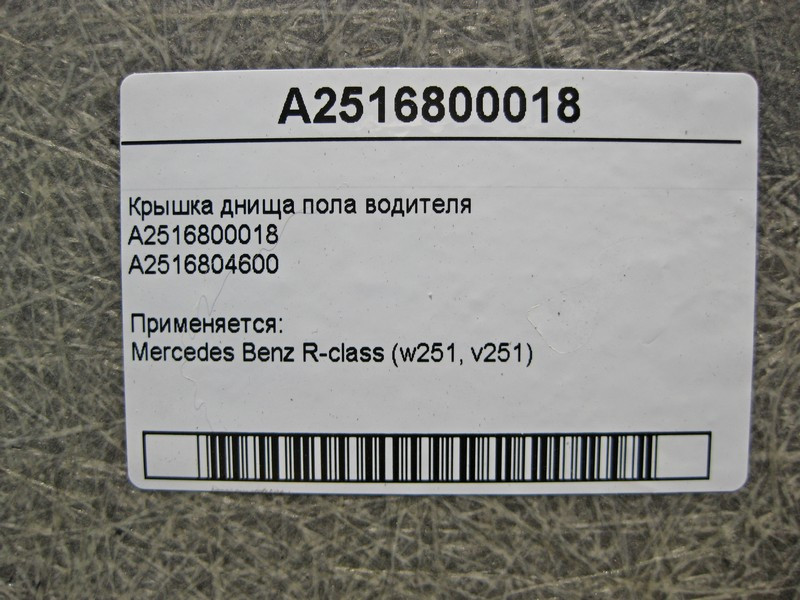 A2516800018
Крышка днища пола водителя
A2516800018
A2516804600
Применяется:
Mercedes Benz R-class (w251, v251)